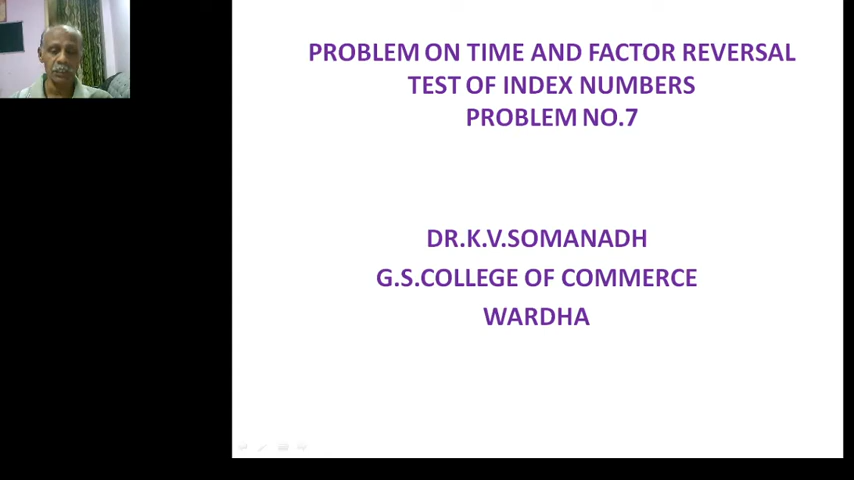 PROBLEM ON TIME AND FACTOR REVERSAL
TEST OF INDEX NUMBERS
PROBLEM NO.7
DR.K.V.SOMANADH
G.S.COLLEGE OF COMMERCE
WARDHA